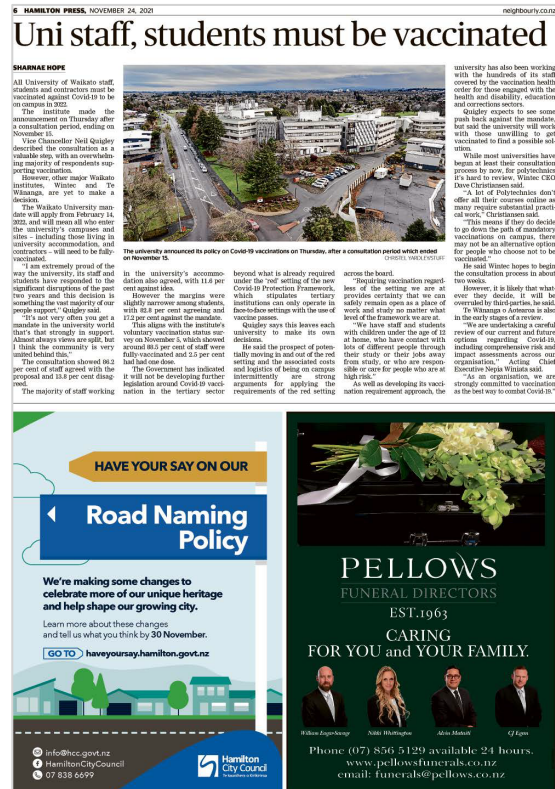 6 HAMILTON PRESS, NOVEMBER 24, 2021
neighbourly.co.nz
Uni staff, students must be vaccinated
SHARNAE HOPE
All University of Waikato staff,
students and contractors must be
vaccinated against Covid-19 to be
on campus in 2022.
The institute made the
announcement on Thursday after
a consultation period, ending on
November 15.
Vice Chancellor Neil Quigley
described the consultation as a
valuable step, with an overwhelm-
ing majority of respondents sup-
porting vaccination.
However, other major Waikato
institutes, Wintec and Te
Wānanga, are yet to make a
decision.
The Waikato University man-
date will apply from February 14,
2022, and will mean all who enter
the university's campuses and
sites – including those living in
university accommodation, and
contractors – will need to be fully-
vaccinated.
"I am extremely proud of the
way the university, its staff and
students have responded to the
significant disruptions of the past
two years and this decision is
something the vast majority of our
people support," Quigley said.
"It's not very often you get a
mandate in the university world
that's that strongly in support.
Almost always views are split, but
I think the community is very
united behind this."
The consultation showed 86.2
per cent of staff agreed with the
proposal and 13.8 per cent disag-
reed.
The majority of staff working
The university announced its policy on Covid-19 vaccinations on Thursday, after a consultation period which ended
on November 15.
CHRISTEL YARDLEY/STUFF
in the university's accommo-
dation also agreed, with 11.6 per
cent against idea.
However the margins were
slightly narrower among students,
with 82.8 per cent agreeing and
17.2 per cent against the mandate.
This aligns with the institute's
voluntary vaccination status sur-
vey on November 5, which showed
around 88.5 per cent of staff were
fully-vaccinated and 2.5 per cent
had had one dose.
The Government has indicated
it will not be developing further
legislation around Covid-19 vacci-
nation in the tertiary sector
beyond what is already required
under the 'red' setting of the new
Covid-19 Protection Framework,
which stipulates tertiary
institutions can only operate in
face-to-face settings with the use of
vaccine passes.
Quigley says this leaves each
university to make its own
decisions.
He said the prospect of poten-
tially moving in and out of the red
setting and the associated costs
and logistics of being on campus
intermittently are strong
arguments for applying the
requirements of the red setting
across the board.
"Requiring vaccination regard-
less of the setting we are at
provides certainty that we can
safely remain open as a place of
work and study no matter what
level of the framework we are at.
"We have staff and students
with children under the age of 12
at home, who have contact with
lots of different people through
their study or their jobs away
from study, or who are respon-
sible or care for people who are at
high risk."
As well as developing its vacci-
nation requirement approach, the
university has also been working
with the hundreds of its staff
covered by the vaccination health
order for those engaged with the
health and disability, education
and corrections sectors.
Quigley expects to see some
push back against the mandate,
but said the university will work
with those unwilling to get
vaccinated to find a possible sol-
ution.
While most universities have
begun at least their consultation
process by now, for polytechnics
it's hard to review, Wintec CEO
Dave Christiansen said.
"A lot of Polytechnics don't
offer all their courses online as
many require substantial practi-
cal work," Christiansen said.
"This means if they do decide
to go down the path of mandatory
vaccinations on campus, there
may not be an alternative option
for people who choose not to be
vaccinated."
He said Wintec hopes to begin
the consultation process in about
two weeks.
However, it is likely that what-
ever they decide, it will be
overruled by third-parties, he said.
Te Wānanga o Aotearoa is also
in the early stages of a review.
"We are undertaking a careful
review of our current and future
options regarding Covid-19,
including comprehensive risk and
impact assessments across our
organisation," Acting Chief
Executive Nepia Winiata said.
"As an organisation, we are
strongly committed to vaccination
as the best way to combat Covid-19."
HAVE YOUR SAY ON OUR
Road Naming
Policy
We're making some changes to
celebrate more of our unique heritage
and help shape our growing city.
Learn more about these changes
and tell us what you think by 30 November.
GO TO haveyoursay.hamilton.govt.nz
info@hcc.govt.nz
HamiltonCityCouncil
07 838 6699
Hamilton
City Council
Te kaunihera o Kirikiriroa
PELLOWS
FUNERAL DIRECTORS
EST.1963
CARING
FOR YOU and YOUR FAMILY.
Nikki Whittington
Alvin Matuiti
CJ Egan
Phone (07) 856 5129 available 24 hours.
www.pellowsfunerals.co.nz
email: funerals@pellows.co.nz